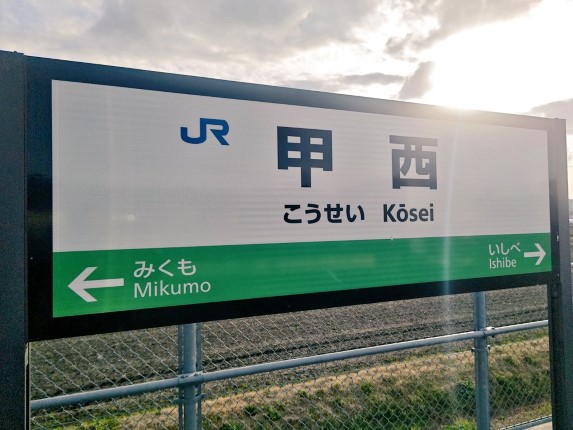 JR 甲西
こうせい Kōsei
みくも
Mikumo
いしべ
Ishibe